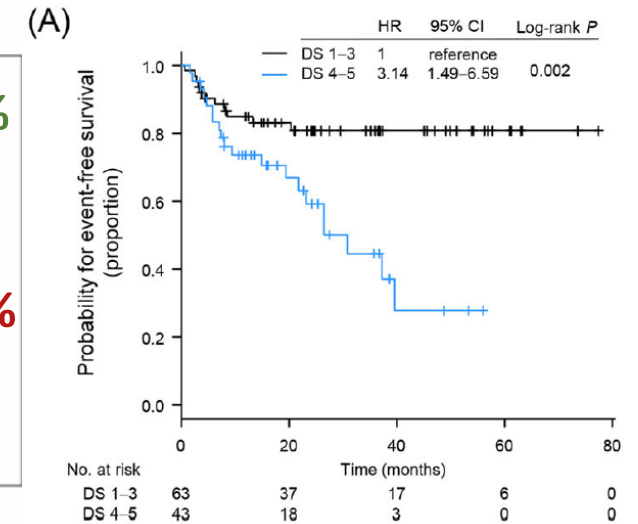 (A)
HR 95% CI Log-rank P
DS 1–3 1 reference
DS 4–5 3.14 1.49–6.59 0.002
%
%
Probability for event-free survival
(proportion)
1.0
0.8
0.6
0.4
0.2
0.0
0 20 40 60 80
No. at risk Time (months)
DS 1–3 63 37 17 6 0
DS 4–5 43 18 3 0 0